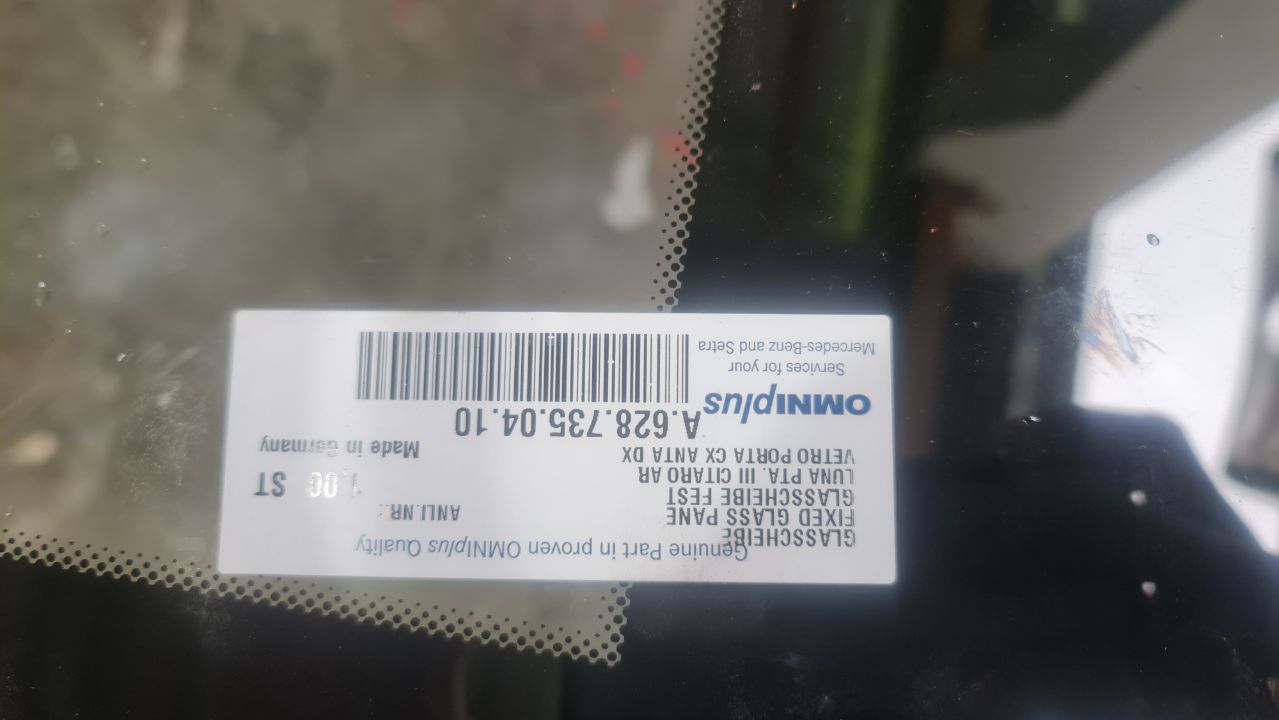 Genuine Part in proven OMNIplus Quality
GLASSCHEIBE
FIXED GLASS PANE
ANLI.NR.:
GLASSCHEIBE FEST
LUNA PTA. III CITARO AR
1,00 ST
VETRO PORTA CX ANTA DX
Made in Germany
A.628.735.04.10
OMNIplus
Services for your
Mercedes-Benz and Setra